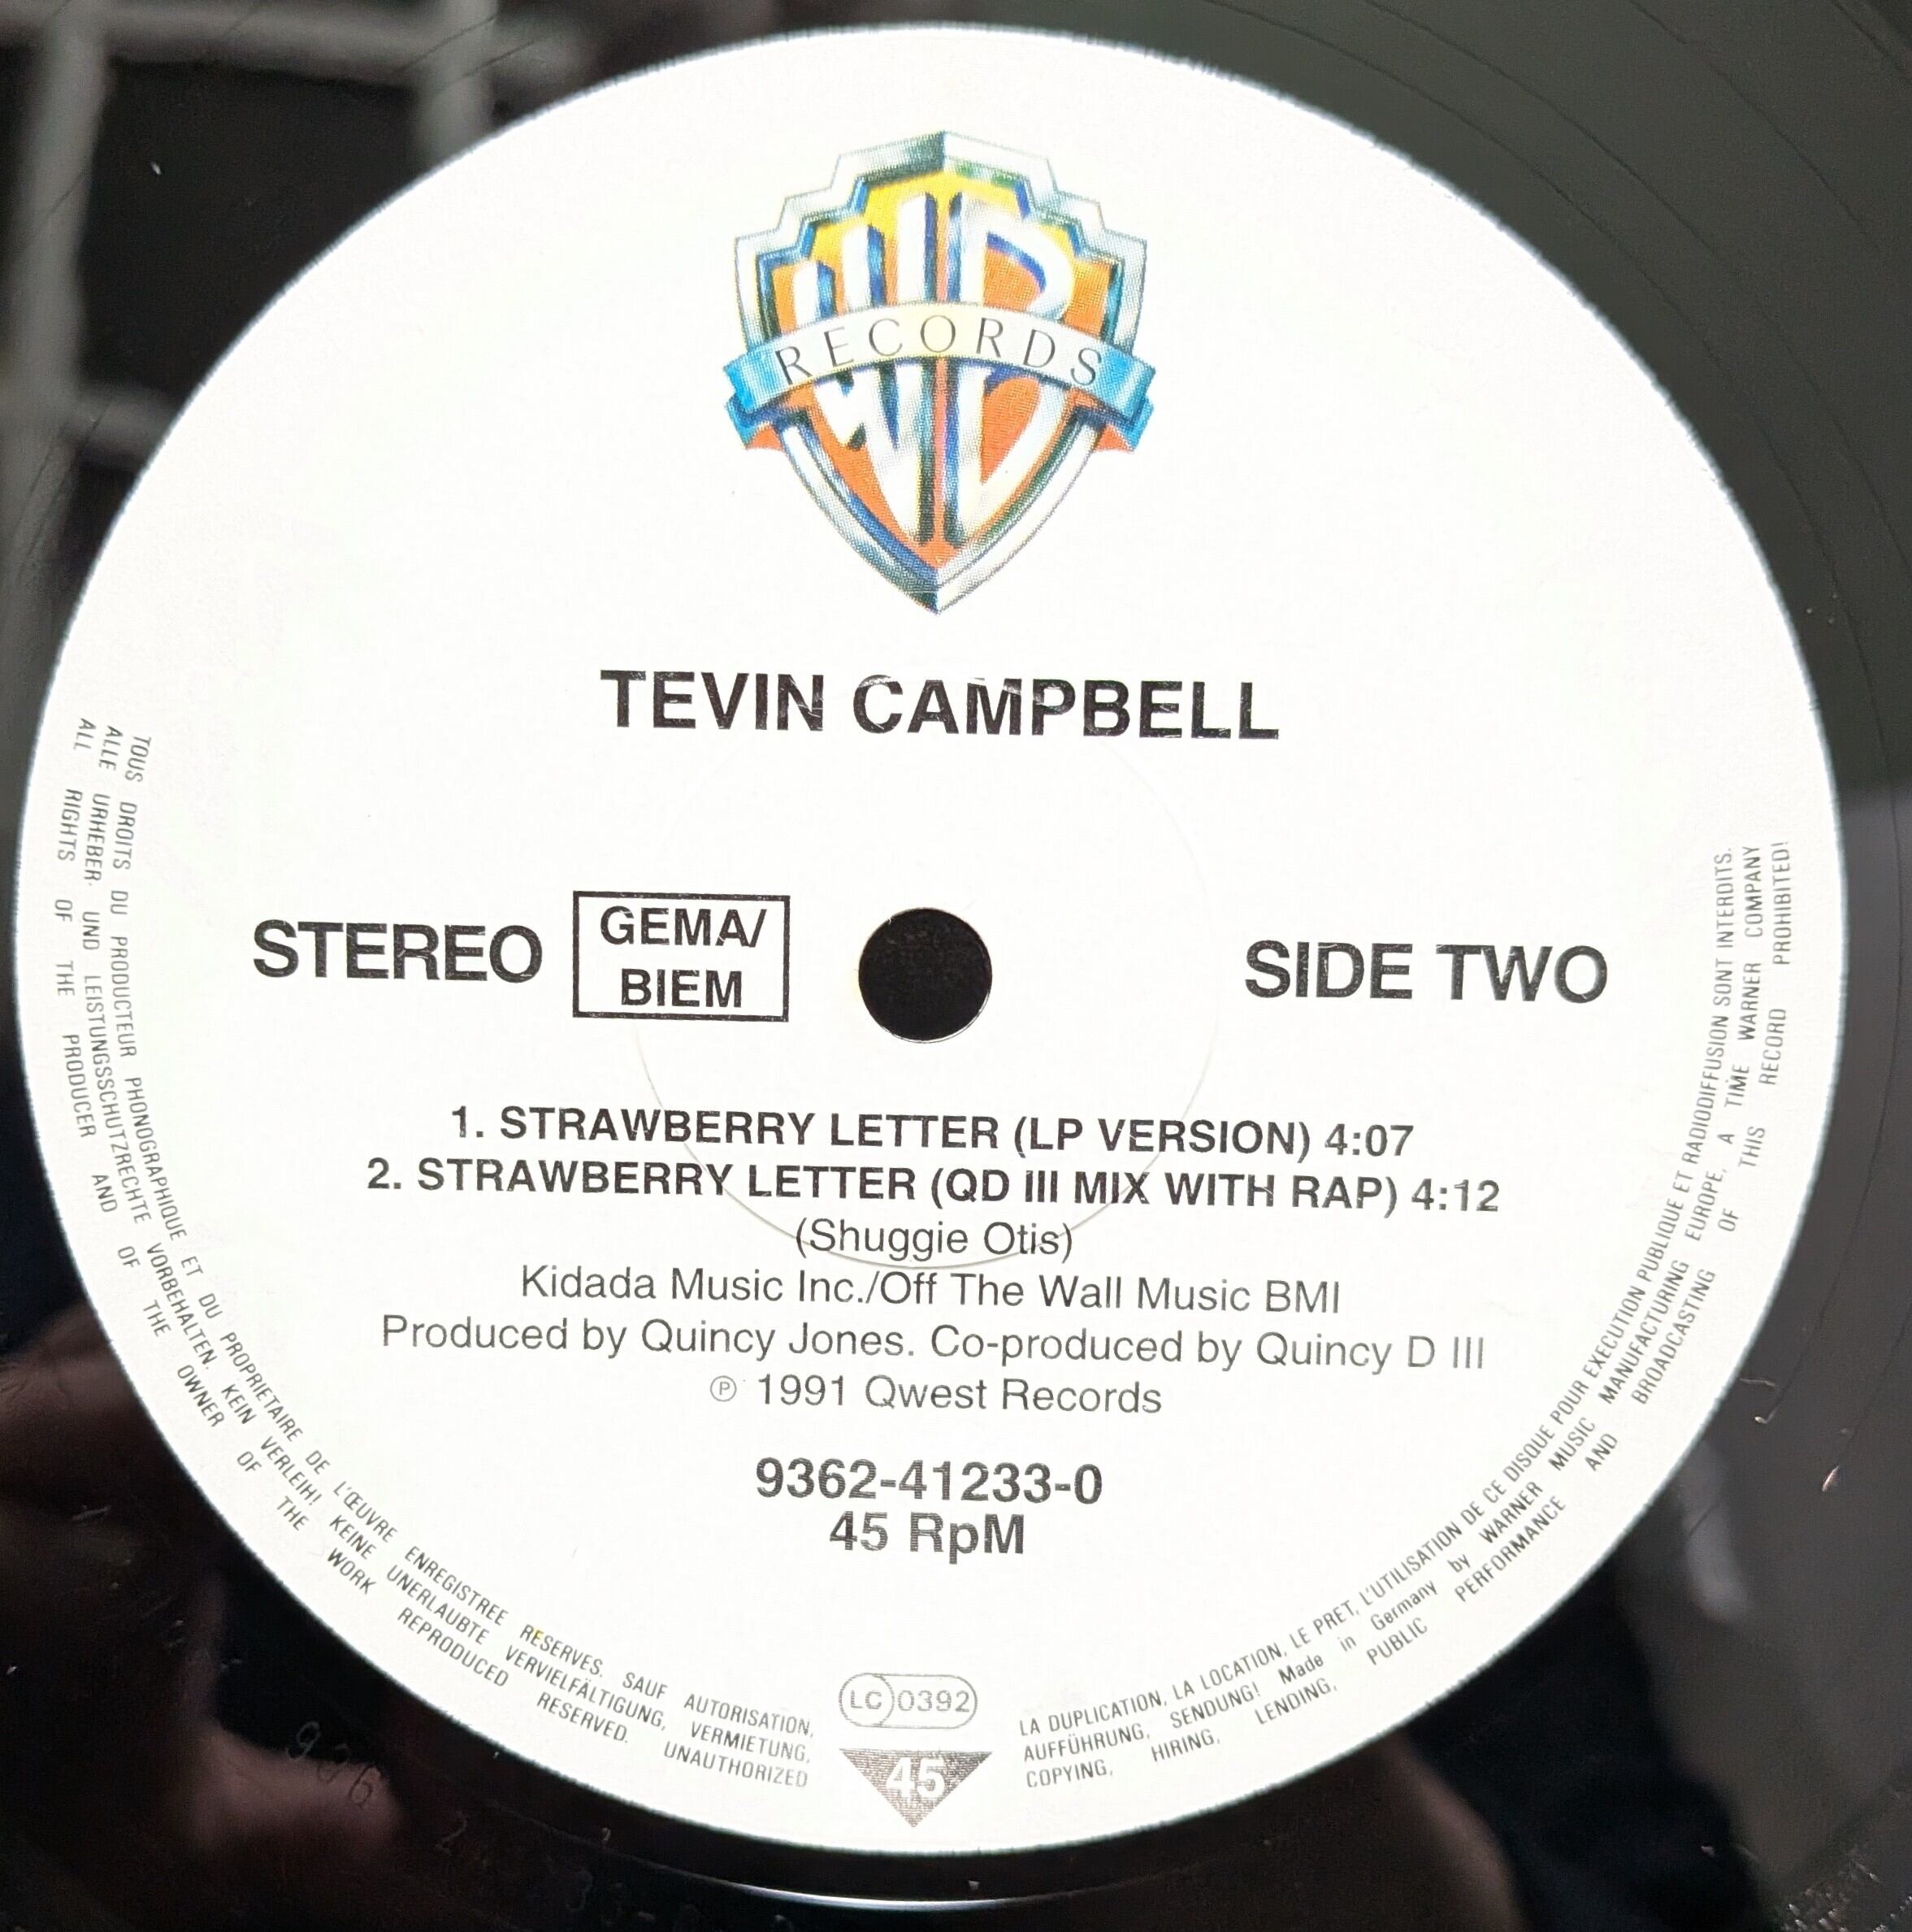 WB
RECORDS
TEVIN CAMPBELL
STEREO
GEMA/
BIEM
SIDE TWO
1. STRAWBERRY LETTER (LP VERSION) 4:07
2. STRAWBERRY LETTER (QD III MIX WITH RAP) 4:12
(Shuggie Otis)
Kidada Music Inc./Off The Wall Music BMI
Produced by Quincy Jones. Co-produced by Quincy D III
℗ 1991 Qwest Records
9362-41233-0
45 RpM
LC 0392
45
TOUS DROITS DU PRODUCTEUR PHONOGRAPHIQUE ET DU PROPRIETAIRE DE L'ŒUVRE ENREGISTREE RESERVES. SAUF AUTORISATION, LA DUPLICATION, LA LOCATION, LE PRET, L'UTILISATION DE CE DISQUE POUR EXECUTION PUBLIQUE ET RADIODIFFUSION SONT INTERDITS.
ALLE URHEBER- UND LEISTUNGSSCHUTZRECHTE VORBEHALTEN. KEIN VERLEIH! KEINE UNERLAUBTE VERVIELFÄLTIGUNG, VERMIETUNG, AUFFÜHRUNG, SENDUNG! Made in Germany by WARNER MUSIC MANUFACTURING EUROPE, A TIME WARNER COMPANY
ALL RIGHTS OF THE PRODUCER AND OF THE OWNER OF THE WORK REPRODUCED RESERVED. UNAUTHORIZED COPYING, HIRING, LENDING, PUBLIC PERFORMANCE AND BROADCASTING OF THIS RECORD PROHIBITED!